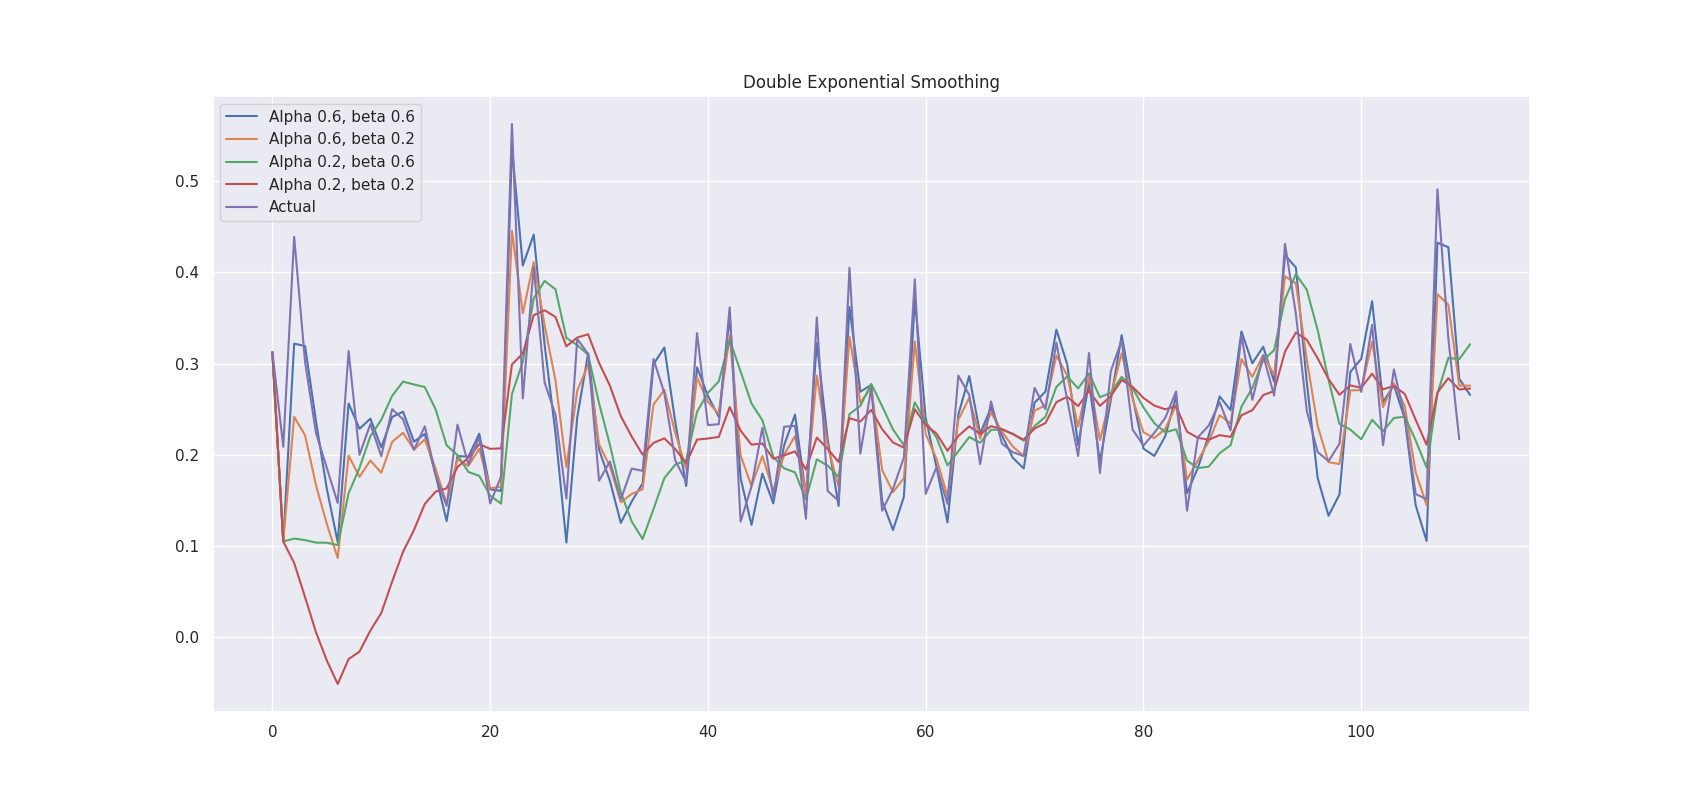 Double Exponential Smoothing
Alpha 0.6, beta 0.6
Alpha 0.6, beta 0.2
Alpha 0.2, beta 0.6
Alpha 0.2, beta 0.2
Actual
0.5
0.4
0.3
0.2
0.1
0.0
0 20 40 60 80 100